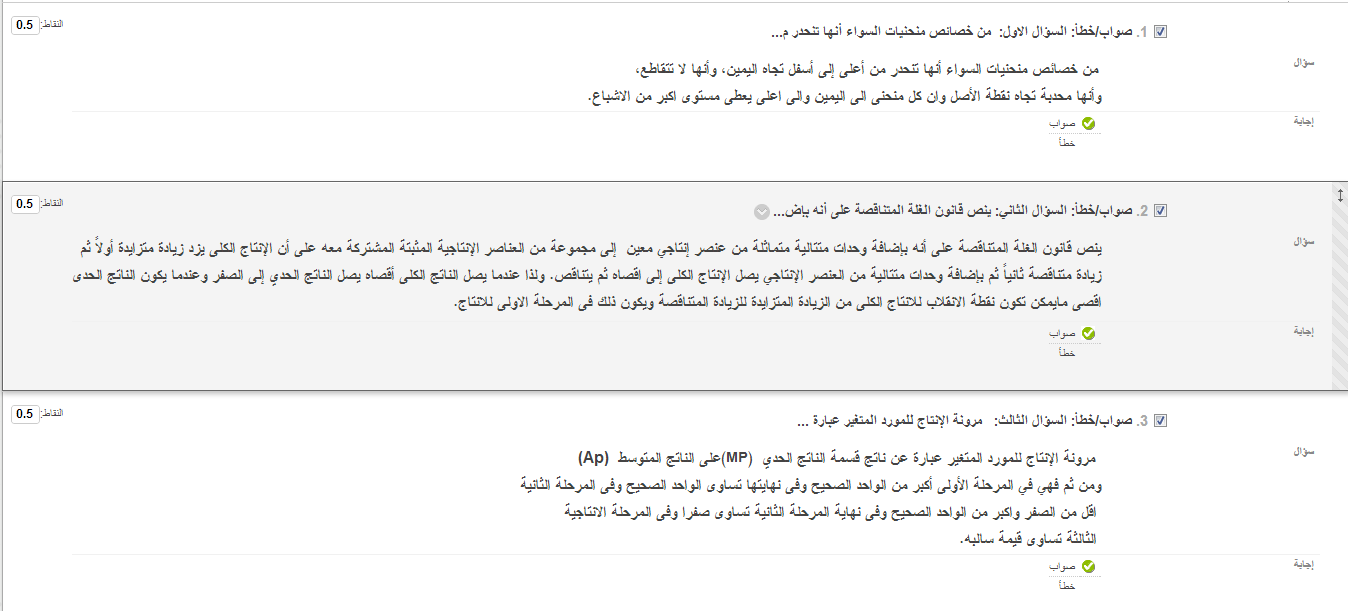 1. صواب/خطأ: السؤال الاول: من خصائص منحنيات السواء أنها تنحدر م...
النقاط: 0.5
سؤال
من خصائص منحنيات السواء أنها تنحدر من أعلى إلى أسفل تجاه اليمين، وأنها لا تتقاطع،
وأنها محدبة تجاه نقطة الأصل وان كل منحنى الى اليمين والى اعلى يعطى مستوى اكبر من الاشباع.
إجابة
صواب
خطأ
2. صواب/خطأ: السؤال الثاني: ينص قانون الغلة المتناقصة على أنه بإض...
النقاط: 0.5
سؤال
ينص قانون الغلة المتناقصة على أنه بإضافة وحدات متتالية متماثلة من عنصر إنتاجي معين إلى مجموعة من العناصر الإنتاجية المثبتة المشتركة معه على أن الإنتاج الكلى يزد زيادة متزايدة أولاً ثم
زيادة متناقصة ثانياً ثم بإضافة وحدات متتالية من العنصر الإنتاجي يصل الإنتاج الكلى إلى اقصاه ثم يتناقص. ولذا عندما يصل الناتج الكلى أقصاه يصل الناتج الحدي إلى الصفر وعندما يكون الناتج الحدى
اقصى مايمكن تكون نقطة الانقلاب للانتاج الكلى من الزيادة المتزايدة للزيادة المتناقصة ويكون ذلك فى المرحلة الاولى للانتاج.
إجابة
صواب
خطأ
3. صواب/خطأ: السؤال الثالث: مرونة الإنتاج للمورد المتغير عبارة ...
النقاط: 0.5
سؤال
مرونة الإنتاج للمورد المتغير عبارة عن ناتج قسمة الناتج الحدي (MP)على الناتج المتوسط (Ap)
ومن ثم فهي في المرحلة الأولى أكبر من الواحد الصحيح وفى نهايتها تساوى الواحد الصحيح وفى المرحلة الثانية
اقل من الصفر واكبر من الواحد الصحيح وفى نهاية المرحلة الثانية تساوى صفرا وفى المرحلة الانتاجية
الثالثة تساوى قيمة سالبه.
إجابة
صواب
خطأ